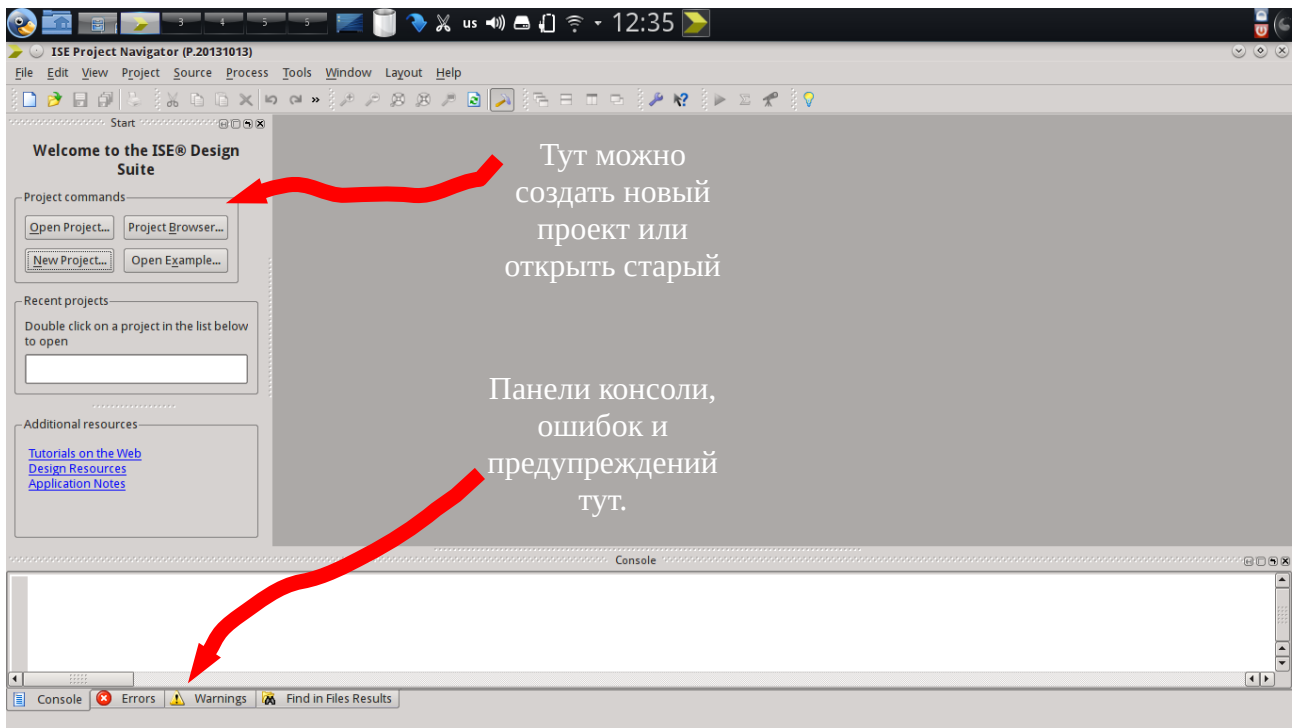 3 4 5 5 us 12:35
ISE Project Navigator (P.20131013)
File Edit View Project Source Process Tools Window Layout Help
Start
Welcome to the ISE® Design
Suite
Project commands
Open Project... Project Browser...
New Project... Open Example...
Recent projects
Double click on a project in the list below
to open
Additional resources
Tutorials on the Web
Design Resources
Application Notes
Тут можно
создать новый
проект или
открыть старый
Панели консоли,
ошибок и
предупреждений
тут.
Console
Console Errors Warnings Find in Files Results